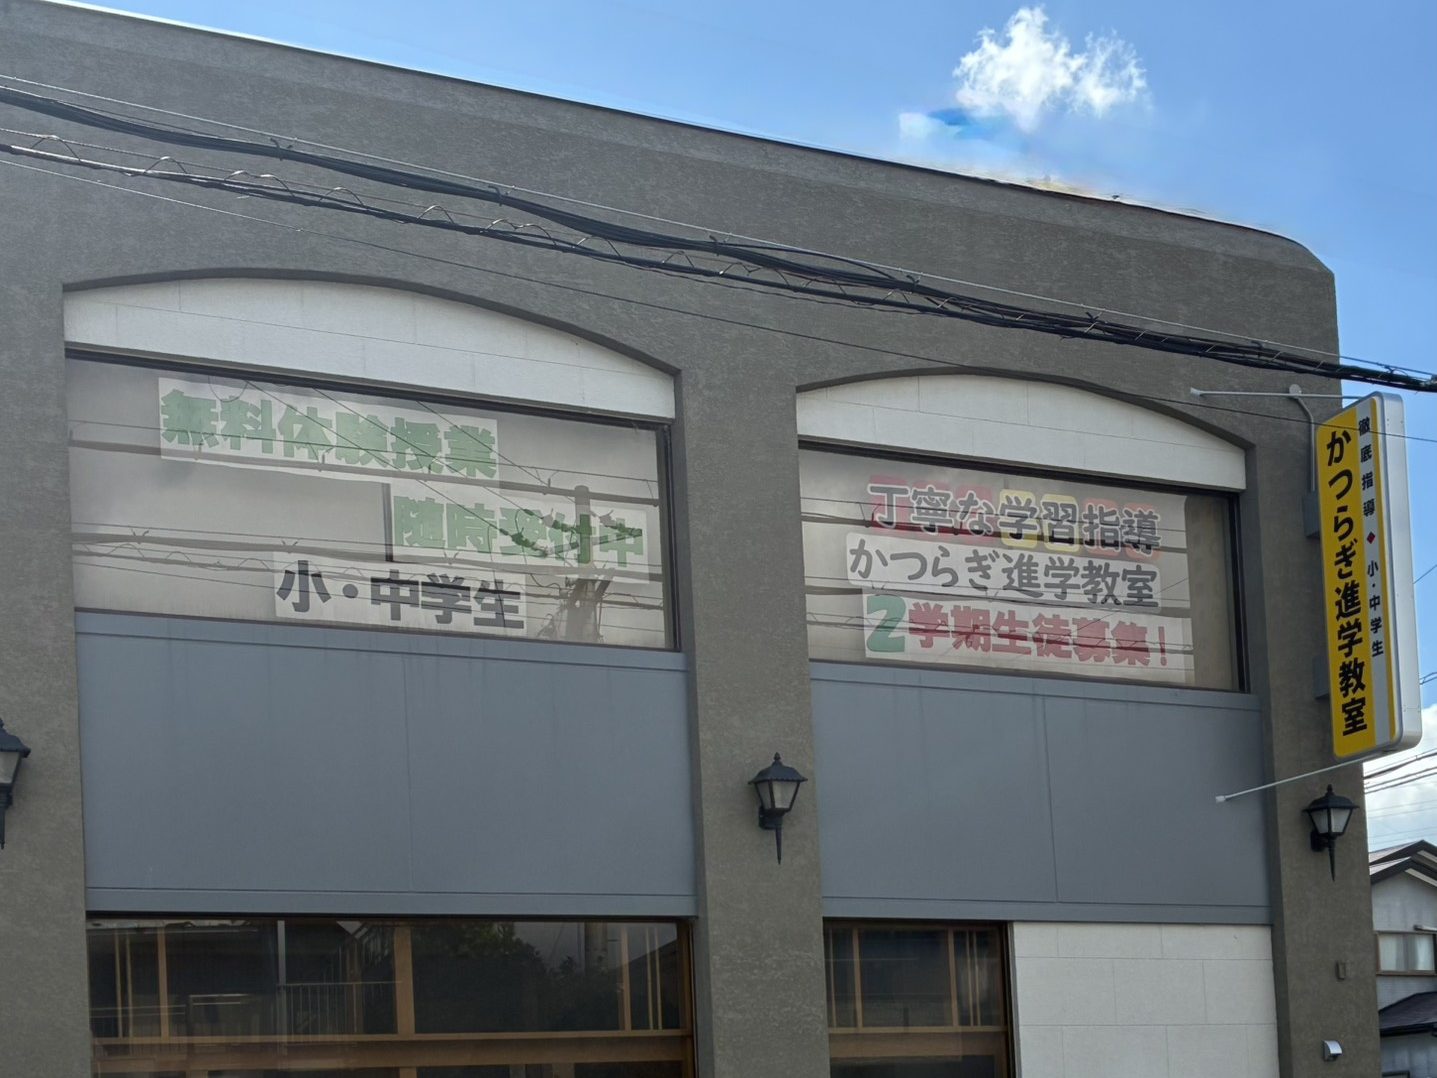 無料体験授業
随時受付中
小・中学生
丁寧な学習指導
かつらぎ進学教室
2学期生徒募集!
徹底指導◆小・中学生
かつらぎ進学教室